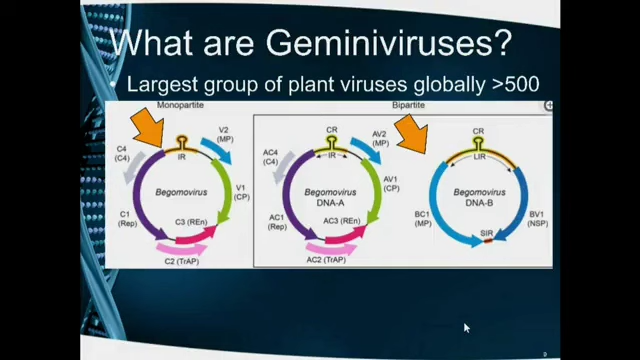 What are Geminiviruses?
Largest group of plant viruses globally >500
Monopartite
Bipartite
V2
(MP)
C4
(C4)
IR
Begomovirus
V1
(CP)
C1
(Rep)
C3 (REn)
C2 (TrAP)
CR
AV2
(MP)
AC4
(C4)
IR
Begomovirus
DNA-A
AV1
(CP)
AC1
(Rep)
AC3 (REn)
AC2 (TrAP)
CR
LIR
Begomovirus
DNA-B
BC1
(MP)
BV1
(NSP)
SIR